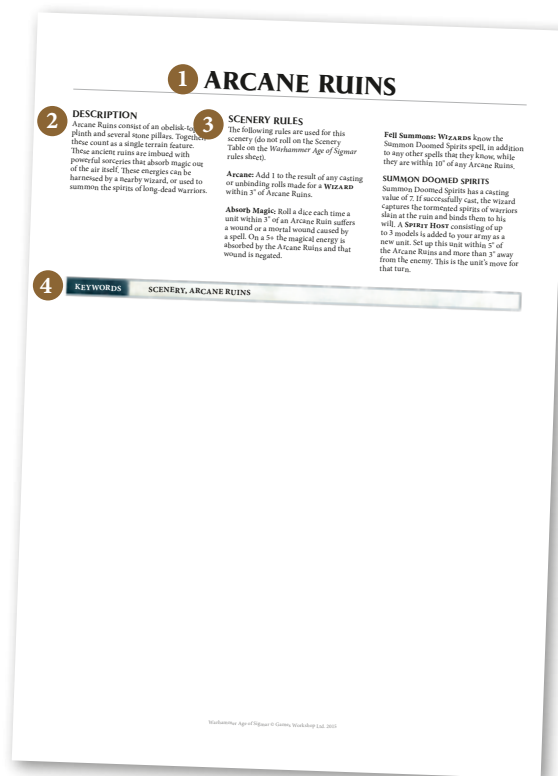 1 ARCANE RUINS
2 DESCRIPTION
Arcane Ruins consist of an obelisk-to
plinth and several stone pillars. Together
these count as a single terrain feature.
These ancient ruins are imbued with
powerful sorceries that absorb magic out
of the air itself. These energies can be
harnessed by a nearby wizard, or used to
summon the spirits of long-dead warriors.
3 SCENERY RULES
The following rules are used for this
scenery (do not roll on the Scenery
Table on the Warhammer Age of Sigmar
rules sheet).
Arcane: Add 1 to the result of any casting
or unbinding rolls made for a WIZARD
within 3" of Arcane Ruins.
Absorb Magic: Roll a dice each time a
unit within 3" of an Arcane Ruin suffers
a wound or a mortal wound caused by
a spell. On a 5+ the magical energy is
absorbed by the Arcane Ruins and that
wound is negated.
Fell Summons: WIZARDS know the
Summon Doomed Spirits spell, in addition
to any other spells that they know, while
they are within 10" of any Arcane Ruins.
SUMMON DOOMED SPIRITS
Summon Doomed Spirits has a casting
value of 7. If successfully cast, the wizard
captures the tormented spirits of warriors
slain at the ruin and binds them to his
will. A SPIRIT HOST consisting of up
to 3 models is added to your army as a
new unit. Set up this unit within 5" of
the Arcane Ruins and more than 3" away
from the enemy. This is the unit's move for
that turn.
4 KEYWORDS SCENERY, ARCANE RUINS
Warhammer Age of Sigmar © Games Workshop Ltd. 2015